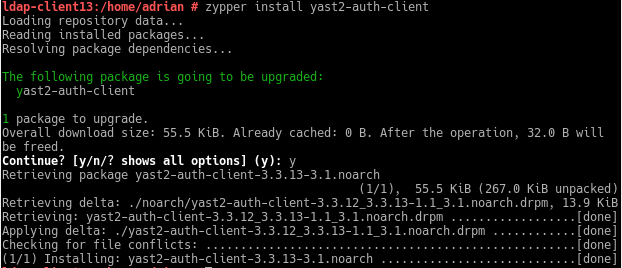 ldap-client13:/home/adrian # zypper install yast2-auth-client
Loading repository data...
Reading installed packages...
Resolving package dependencies...
The following package is going to be upgraded:
yast2-auth-client
1 package to upgrade.
Overall download size: 55.5 KiB. Already cached: 0 B. After the operation, 32.0 B will
be freed.
Continue? [y/n/? shows all options] (y): y
Retrieving package yast2-auth-client-3.3.13-3.1.noarch
(1/1),  55.5 KiB (267.0 KiB unpacked)
Retrieving delta: ./noarch/yast2-auth-client-3.3.12_3.3.13-1.1_3.1.noarch.drpm, 13.9 KiB
Retrieving: yast2-auth-client-3.3.12_3.3.13-1.1_3.1.noarch.drpm ..................[done]
Applying delta: ./yast2-auth-client-3.3.12_3.3.13-1.1_3.1.noarch.drpm ............[done]
Checking for file conflicts: .....................................................[done]
(1/1) Installing: yast2-auth-client-3.3.13-3.1.noarch ............................[done]